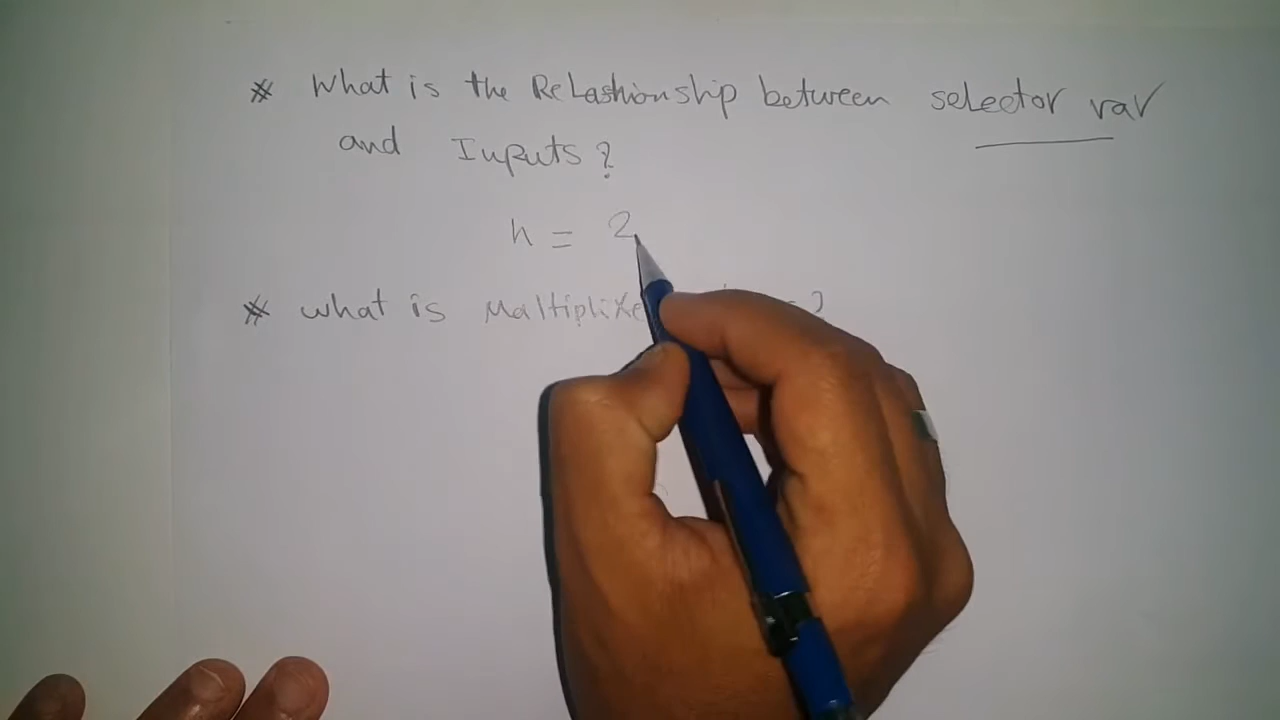 * What is the Relashionship between selector var
and Inputs?
n = 2
* what is Maltiplixe ?